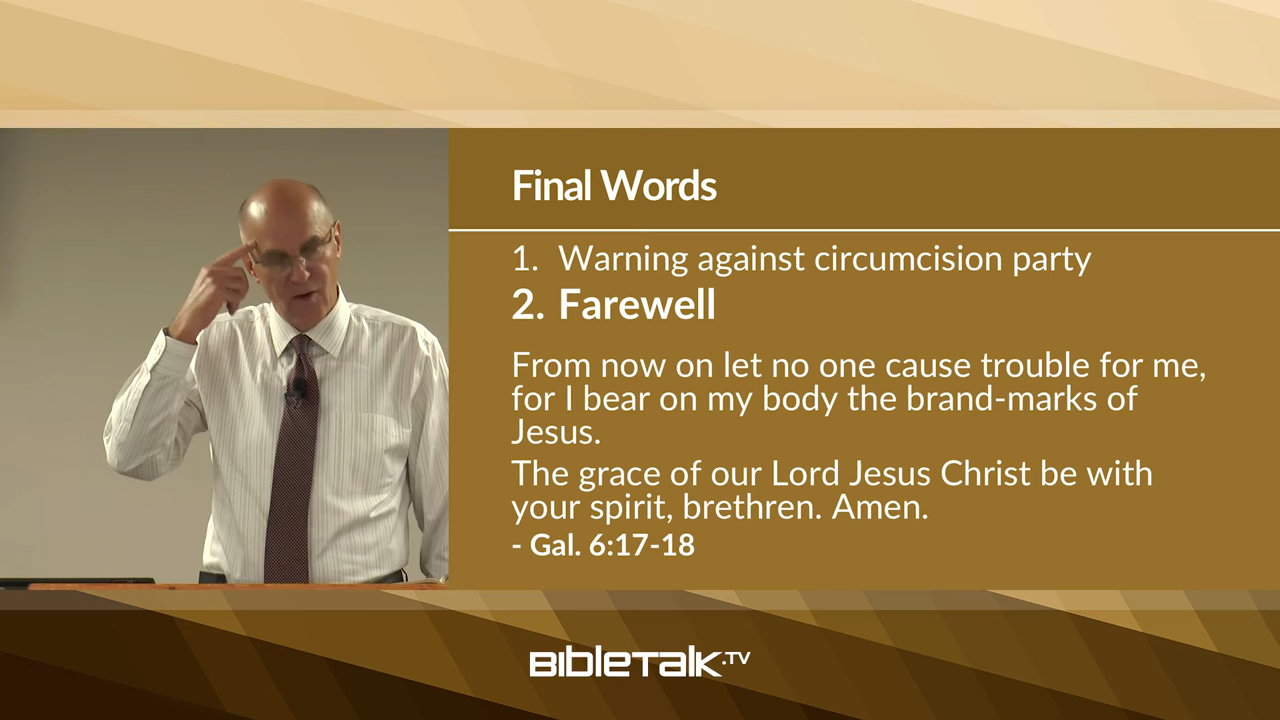 Final Words
1. Warning against circumcision party
2. Farewell
From now on let no one cause trouble for me,
for I bear on my body the brand-marks of
Jesus.
The grace of our Lord Jesus Christ be with
your spirit, brethren. Amen.
- Gal. 6:17-18
BIBLETALK.TV